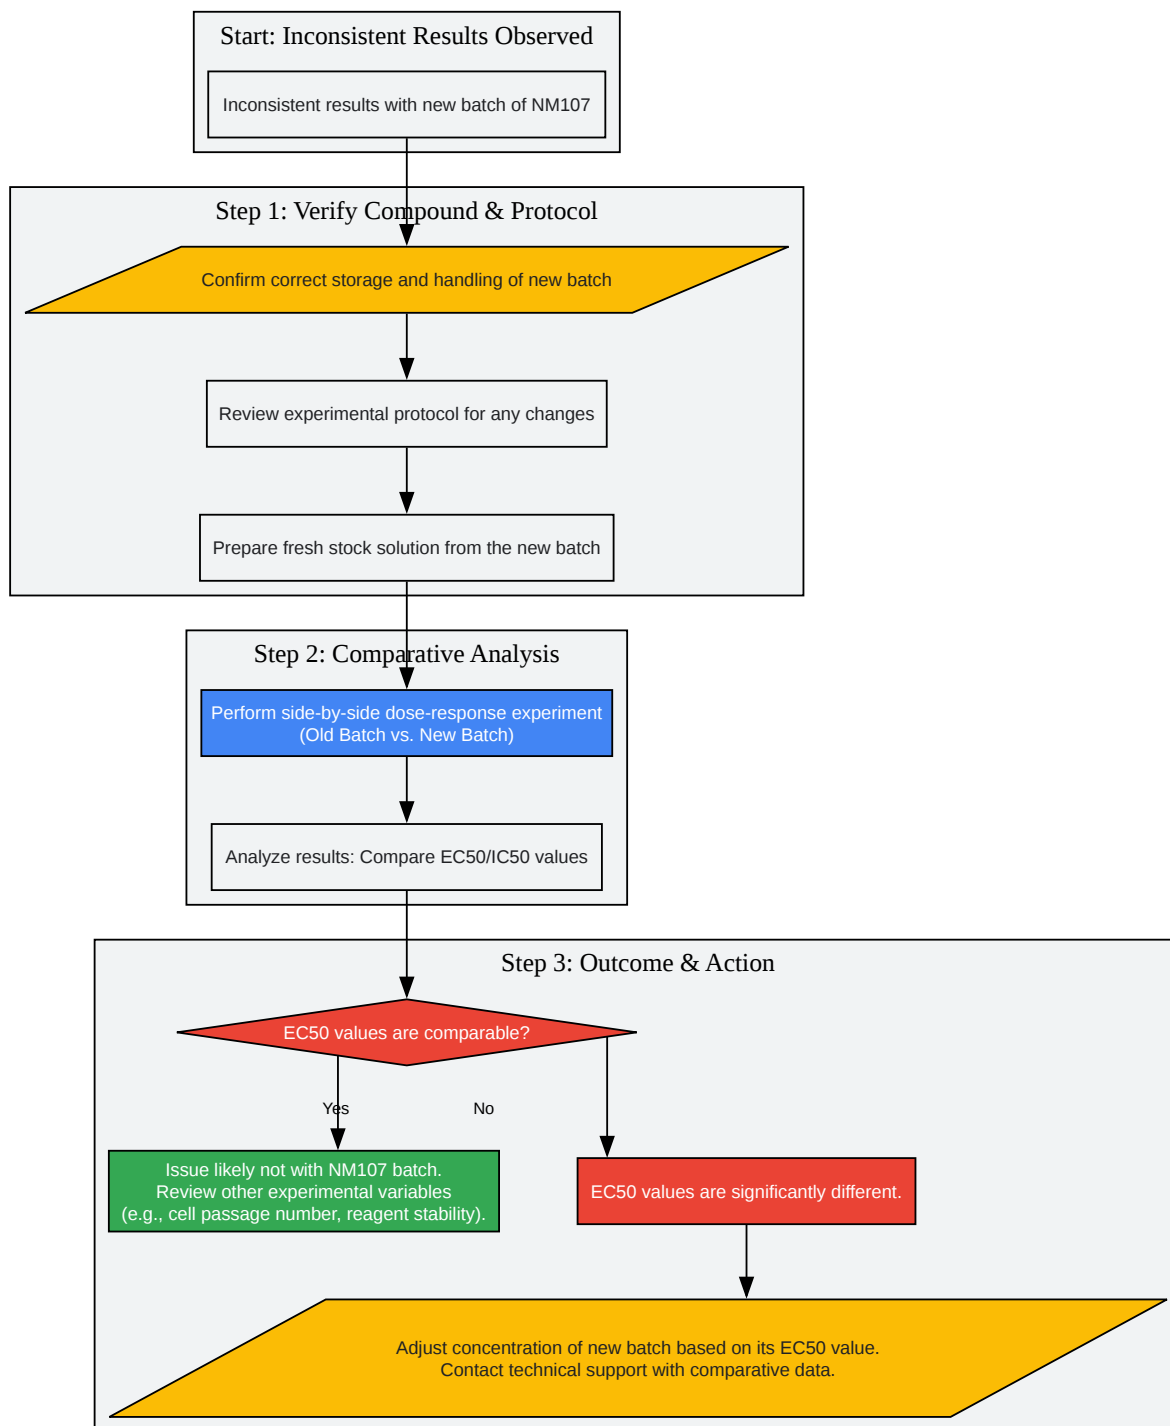 Start: Inconsistent Results Observed
Inconsistent results with new batch of NM107
Step 1: Verify Compound & Protocol
Confirm correct storage and handling of new batch
Review experimental protocol for any changes
Prepare fresh stock solution from the new batch
Step 2: Comparative Analysis
Perform side-by-side dose-response experiment
(Old Batch vs. New Batch)
Analyze results: Compare EC50/IC50 values
Step 3: Outcome & Action
EC50 values are comparable?
Yes
No
Issue likely not with NM107 batch.
Review other experimental variables
(e.g., cell passage number, reagent stability).
EC50 values are significantly different.
Adjust concentration of new batch based on its EC50 value.
Contact technical support with comparative data.